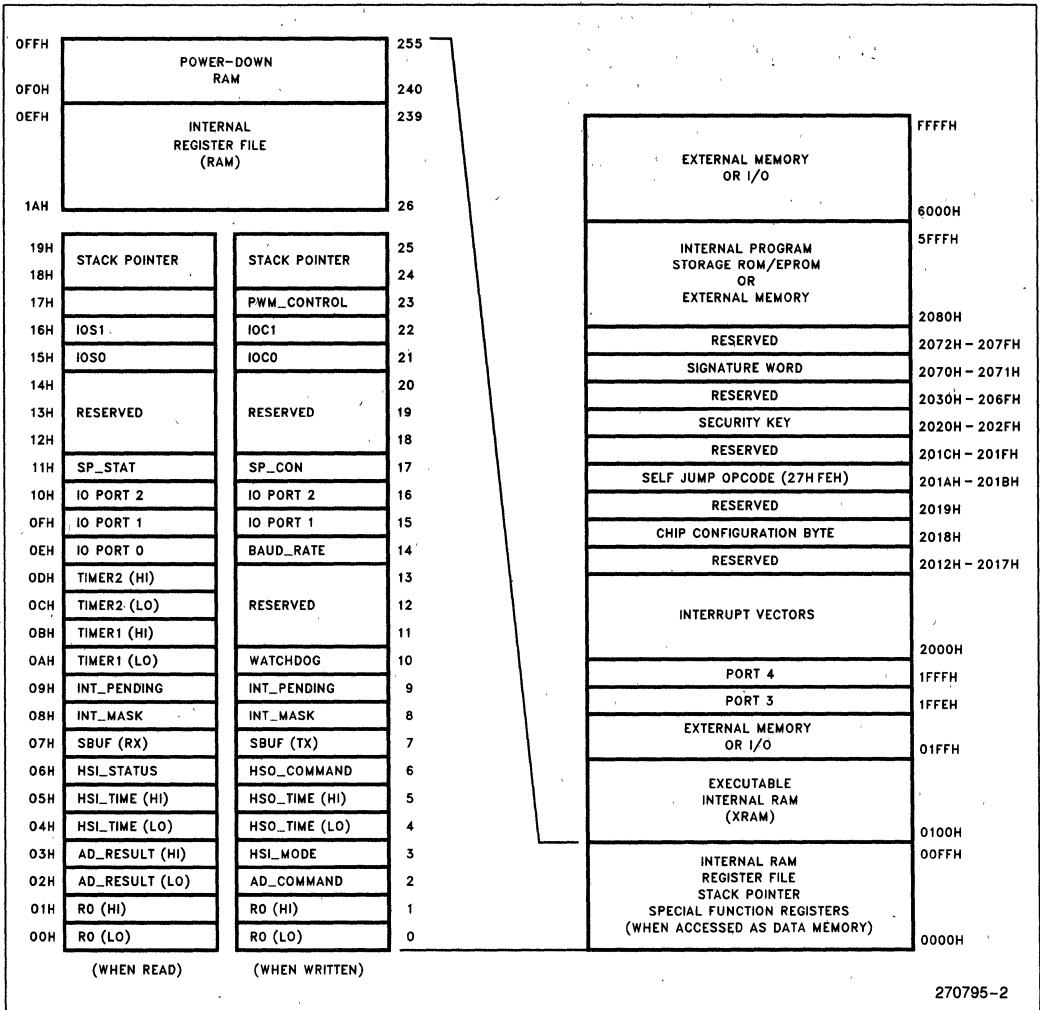 0FFH 255
POWER-DOWN
RAM
0F0H 240
0EFH 239
INTERNAL
REGISTER FILE
(RAM)
1AH 26
19H 25
STACK POINTER STACK POINTER
18H 24
17H PWM_CONTROL 23
16H IOS1 IOC1 22
15H IOS0 IOC0 21
14H 20
13H RESERVED RESERVED 19
12H 18
11H SP_STAT SP_CON 17
10H IO PORT 2 IO PORT 2 16
0FH IO PORT 1 IO PORT 1 15
0EH IO PORT 0 BAUD_RATE 14
0DH TIMER2 (HI) 13
0CH TIMER2 (LO) RESERVED 12
0BH TIMER1 (HI) 11
0AH TIMER1 (LO) WATCHDOG 10
09H INT_PENDING INT_PENDING 9
08H INT_MASK INT_MASK 8
07H SBUF (RX) SBUF (TX) 7
06H HSI_STATUS HSO_COMMAND 6
05H HSI_TIME (HI) HSO_TIME (HI) 5
04H HSI_TIME (LO) HSO_TIME (LO) 4
03H AD_RESULT (HI) HSI_MODE 3
02H AD_RESULT (LO) AD_COMMAND 2
01H R0 (HI) R0 (HI) 1
00H R0 (LO) R0 (LO) 0
(WHEN READ) (WHEN WRITTEN)
FFFFH
EXTERNAL MEMORY
OR I/O
6000H
5FFFH
INTERNAL PROGRAM
STORAGE ROM/EPROM
OR
EXTERNAL MEMORY
2080H
RESERVED 2072H – 207FH
SIGNATURE WORD 2070H – 2071H
RESERVED 2030H – 206FH
SECURITY KEY 2020H – 202FH
RESERVED 201CH – 201FH
SELF JUMP OPCODE (27H FEH) 201AH – 201BH
RESERVED 2019H
CHIP CONFIGURATION BYTE 2018H
RESERVED 2012H – 2017H
INTERRUPT VECTORS
2000H
PORT 4 1FFFH
PORT 3 1FFEH
EXTERNAL MEMORY
OR I/O
01FFH
EXECUTABLE
INTERNAL RAM
(XRAM)
0100H
00FFH
INTERNAL RAM
REGISTER FILE
STACK POINTER
SPECIAL FUNCTION REGISTERS
(WHEN ACCESSED AS DATA MEMORY)
0000H
270795-2